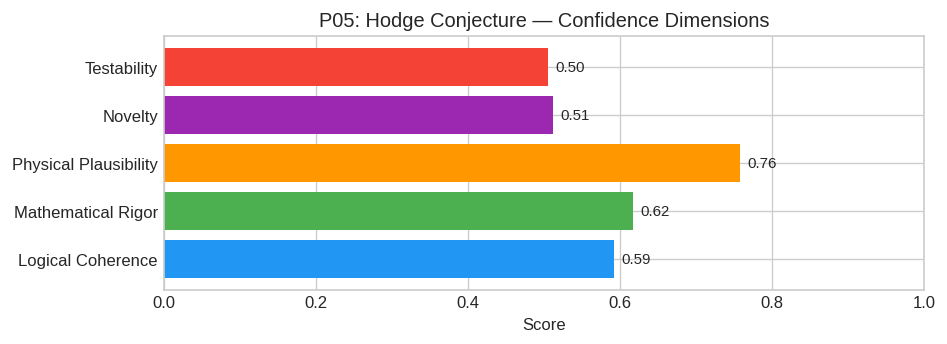 P05: Hodge Conjecture — Confidence Dimensions
Testability 0.50
Novelty 0.51
Physical Plausibility 0.76
Mathematical Rigor 0.62
Logical Coherence 0.59
0.0 0.2 0.4 0.6 0.8 1.0
Score